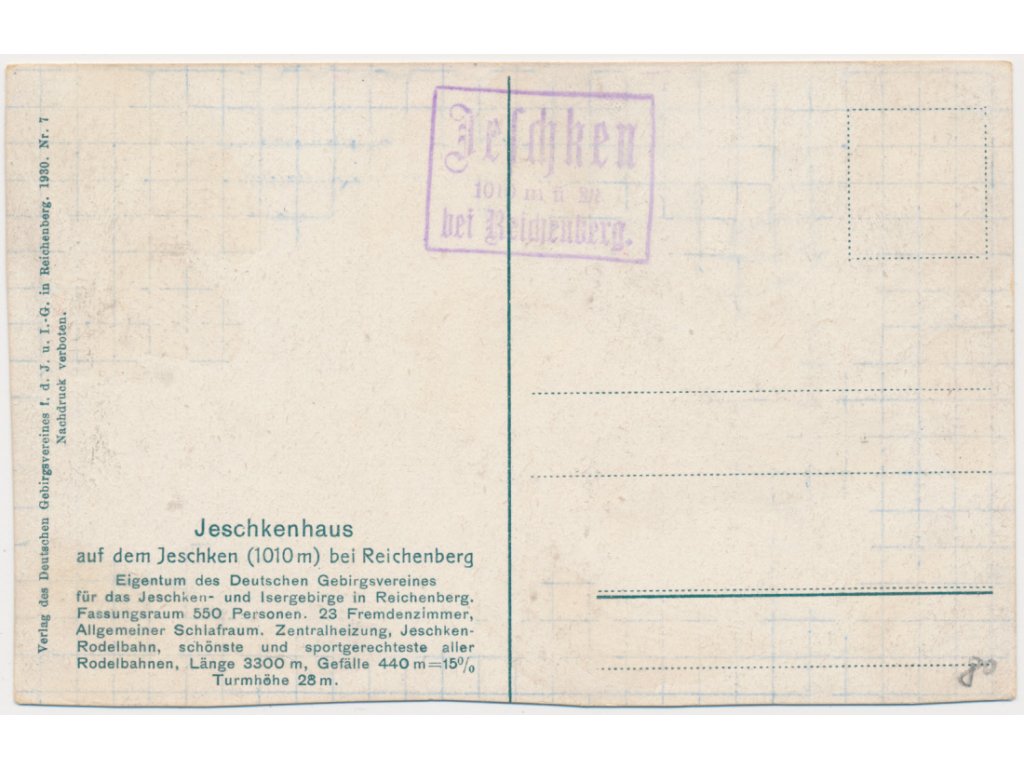 Verlag des Deutschen Gebirgsvereines f. d. J. u. I.-G. in Reichenberg. 1930. Nr. 7
Nachdruck verboten.
Jeschken
1010 m ü M
bei Reichenberg.
Jeschkenhaus
auf dem Jeschken (1010 m) bei Reichenberg
Eigentum des Deutschen Gebirgsvereines
für das Jeschken- und Isergebirge in Reichenberg.
Fassungsraum 550 Personen. 23 Fremdenzimmer,
Allgemeiner Schlafraum. Zentralheizung, Jeschken-
Rodelbahn, schönste und sportgerechteste aller
Rodelbahnen, Länge 3300 m, Gefälle 440 m=15%
Turmhöhe 28 m.
80